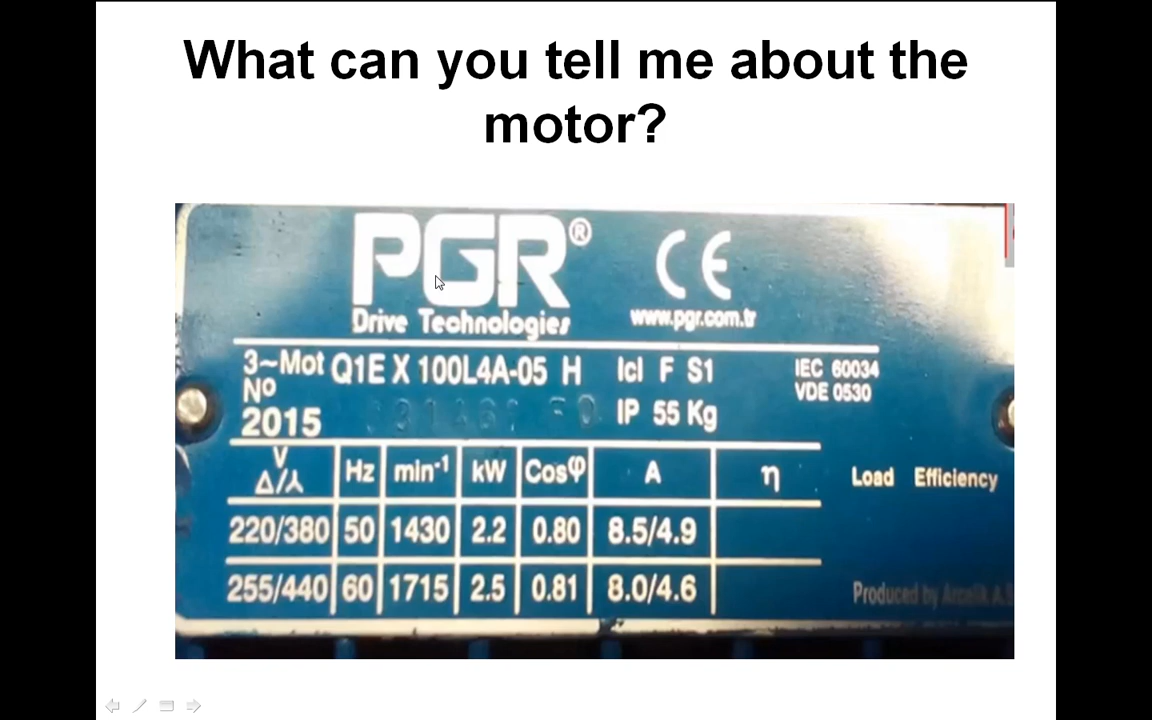 What can you tell me about the
motor?
PGR®
Drive Technologies
CE
www.pgr.com.tr
3~Mot Q1E X 100L4A-05 H Icl F S1 IEC 60034
No VDE 0530
2015 IP 55 Kg
V
Δ/⅄ Hz min-1 kW Cosφ A η Load Efficiency
220/380 50 1430 2.2 0.80 8.5/4.9
255/440 60 1715 2.5 0.81 8.0/4.6
Produced by Arcelik A.S